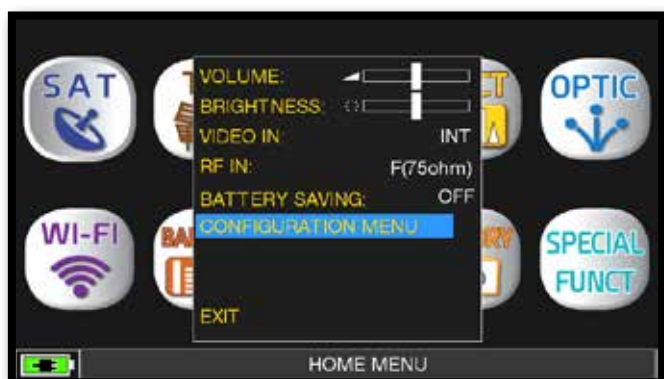 SAT
OPTIC
VOLUME:
BRIGHTNESS:
VIDEO IN: INT
RF IN: F(75ohm)
BATTERY SAVING: OFF
CONFIGURATION MENU
WI-FI
SPECIAL
FUNCT
EXIT
HOME MENU